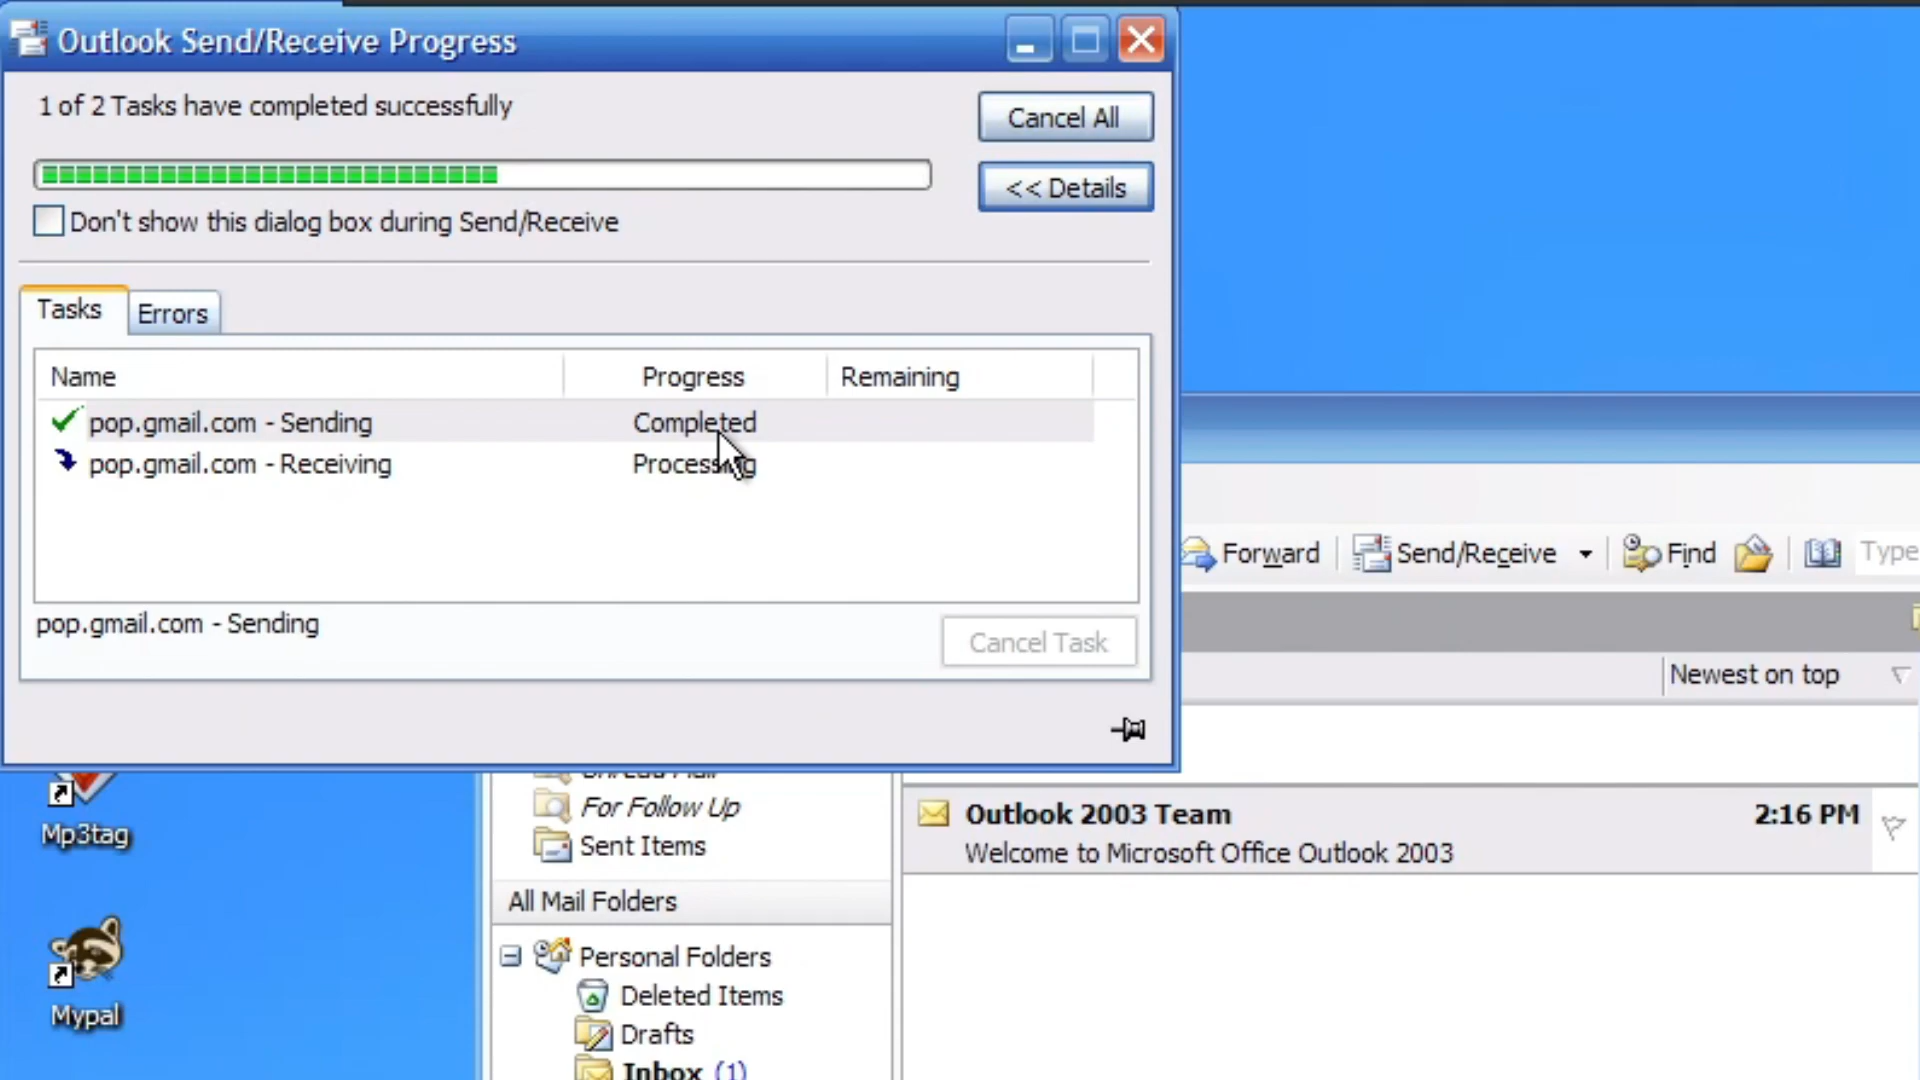 Outlook Send/Receive Progress
1 of 2 Tasks have completed successfully
Cancel All
<< Details
Don't show this dialog box during Send/Receive
Tasks
Errors
Name Progress Remaining
pop.gmail.com - Sending Completed
pop.gmail.com - Receiving Processing
pop.gmail.com - Sending
Cancel Task
Forward
Send/Receive
Find
Type
Newest on top
For Follow Up
Sent Items
All Mail Folders
Personal Folders
Deleted Items
Drafts
Inbox (1)
Outlook 2003 Team 2:16 PM
Welcome to Microsoft Office Outlook 2003
Mp3tag
Mypal